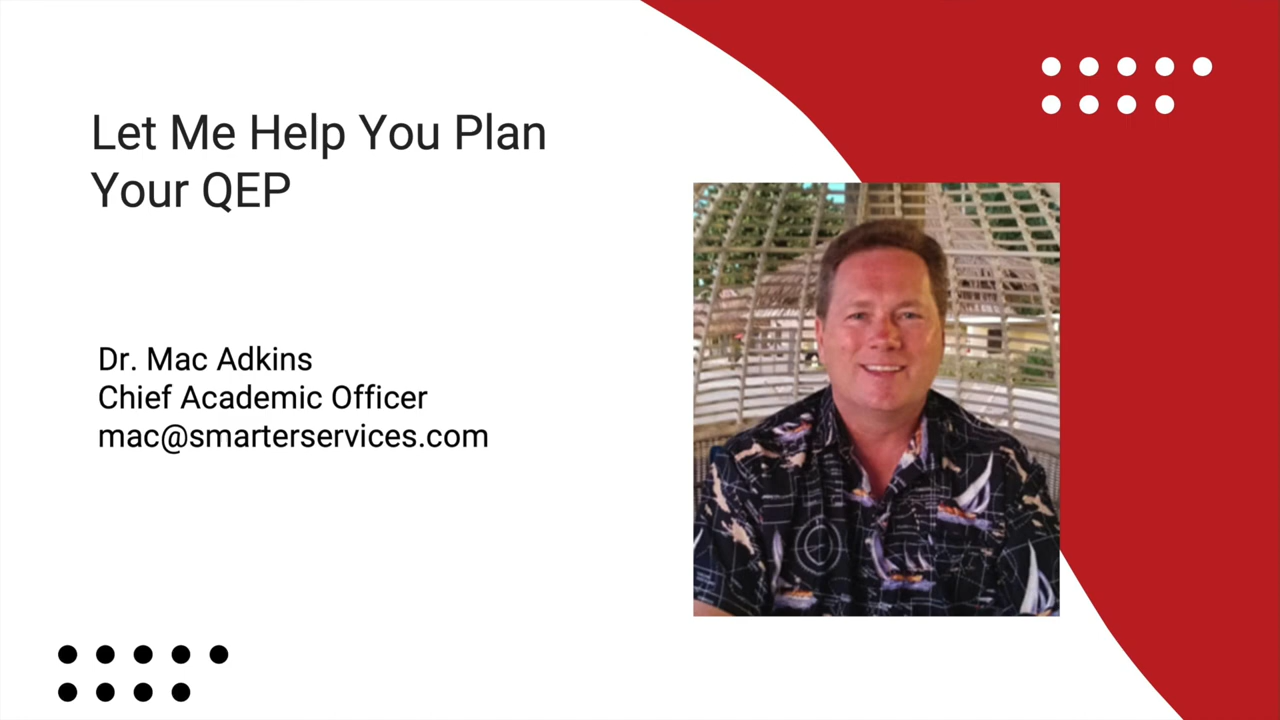 Let Me Help You Plan
Your QEP
Dr. Mac Adkins
Chief Academic Officer
mac@smarterservices.com